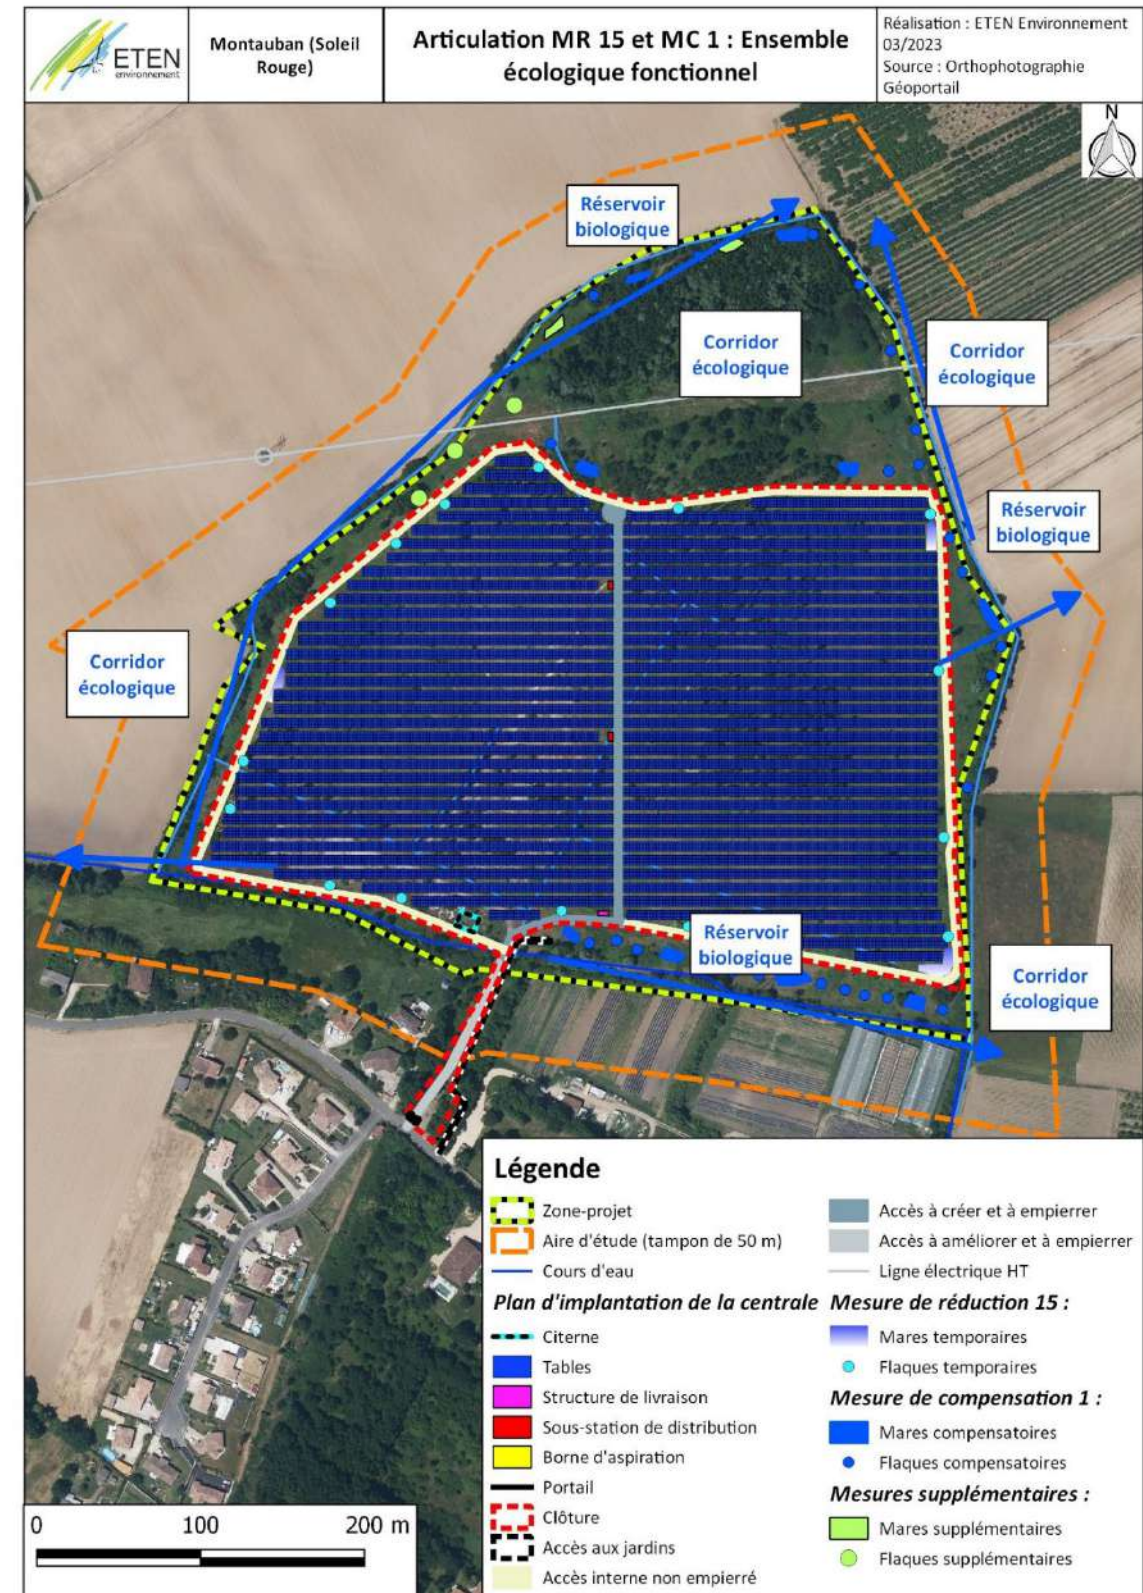 ETEN
environnement
Montauban (Soleil
Rouge)
Articulation MR 15 et MC 1 : Ensemble
écologique fonctionnel
Réalisation : ETEN Environnement
03/2023
Source : Orthophotographie
Géoportail
N
Réservoir
biologique
Corridor
écologique
Corridor
écologique
Réservoir
biologique
Corridor
écologique
Réservoir
biologique
Corridor
écologique
Légende
Zone-projet
Aire d'étude (tampon de 50 m)
Cours d'eau
Plan d'implantation de la centrale
Citerne
Tables
Structure de livraison
Sous-station de distribution
Borne d'aspiration
Portail
Clôture
Accès aux jardins
Accès interne non empierré
Accès à créer et à empierrer
Accès à améliorer et à empierrer
Ligne électrique HT
Mesure de réduction 15 :
Mares temporaires
Flaques temporaires
Mesure de compensation 1 :
Mares compensatoires
Flaques compensatoires
Mesures supplémentaires :
Mares supplémentaires
Flaques supplémentaires
0 100 200 m